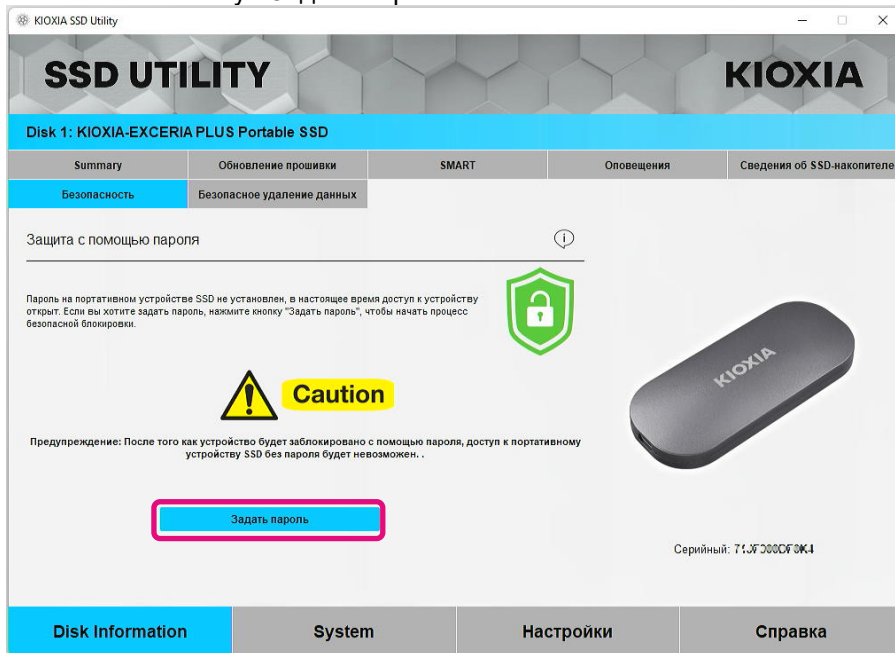 KIOXIA SSD Utility
SSD UTILITY
KIOXIA
Disk 1: KIOXIA-EXCERIA PLUS Portable SSD
Summary
Обновление прошивки
SMART
Оповещения
Сведения об SSD-накопителе
Безопасность
Безопасное удаление данных
Защита с помощью пароля
Пароль на портативном устройстве SSD не установлен, в настоящее время доступ к устройству
открыт. Если вы хотите задать пароль, нажмите кнопку "Задать пароль", чтобы начать процесс
безопасной блокировки.
Caution
Предупреждение: После того как устройство будет заблокировано с помощью пароля, доступ к портативному
устройству SSD без пароля будет невозможен. .
Задать пароль
KIOXIA
Серийный:
Disk Information
System
Настройки
Справка